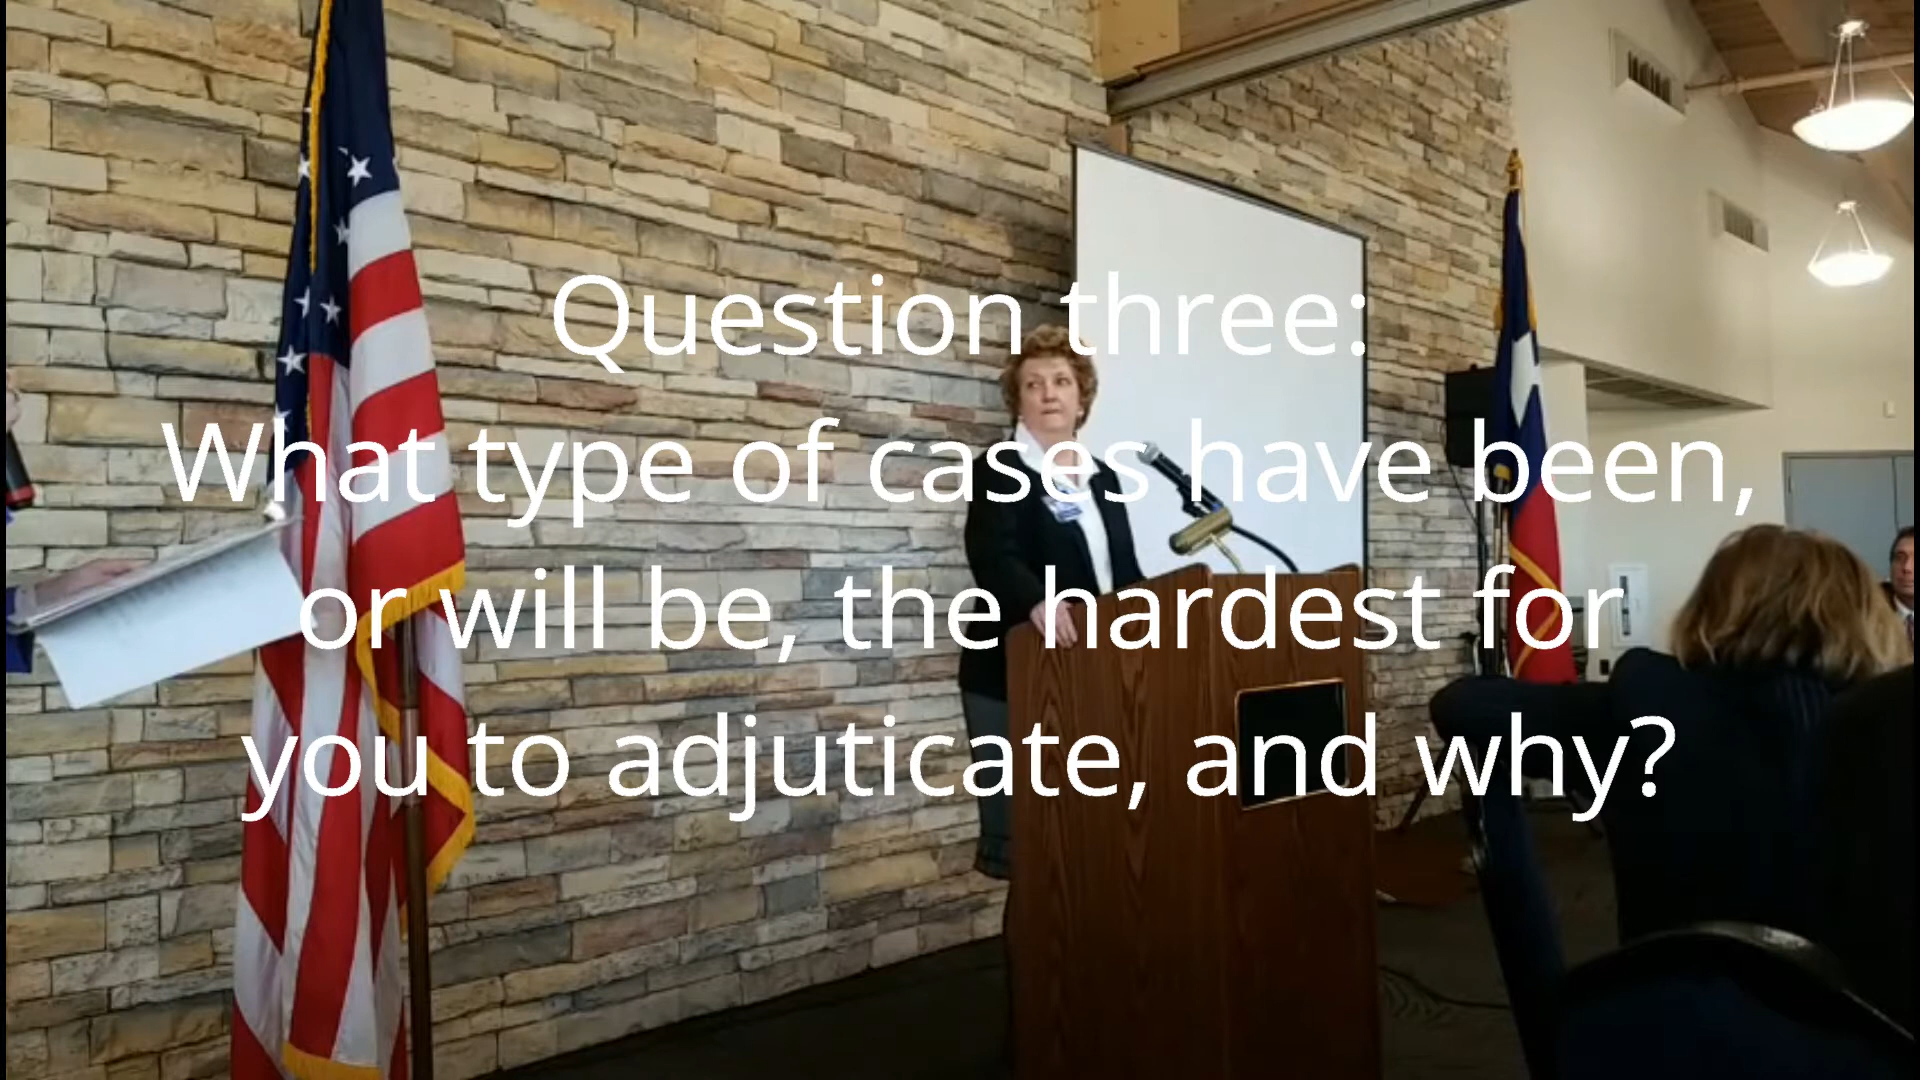 Question three:
What type of cases have been,
or will be, the hardest for
you to adjuticate, and why?